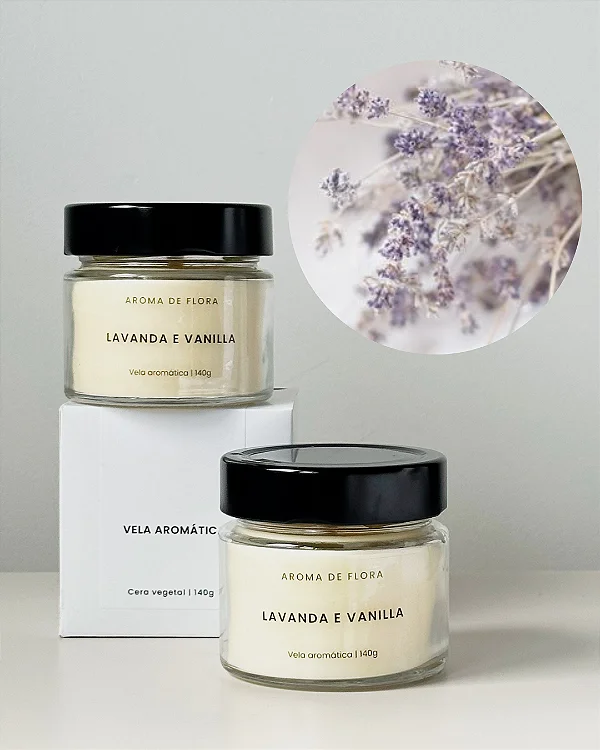 AROMA DE FLORA
LAVANDA E VANILLA
Vela aromática | 140g
VELA AROMÁTIC
Cera vegetal | 140g
AROMA DE FLORA
LAVANDA E VANILLA
Vela aromática | 140g